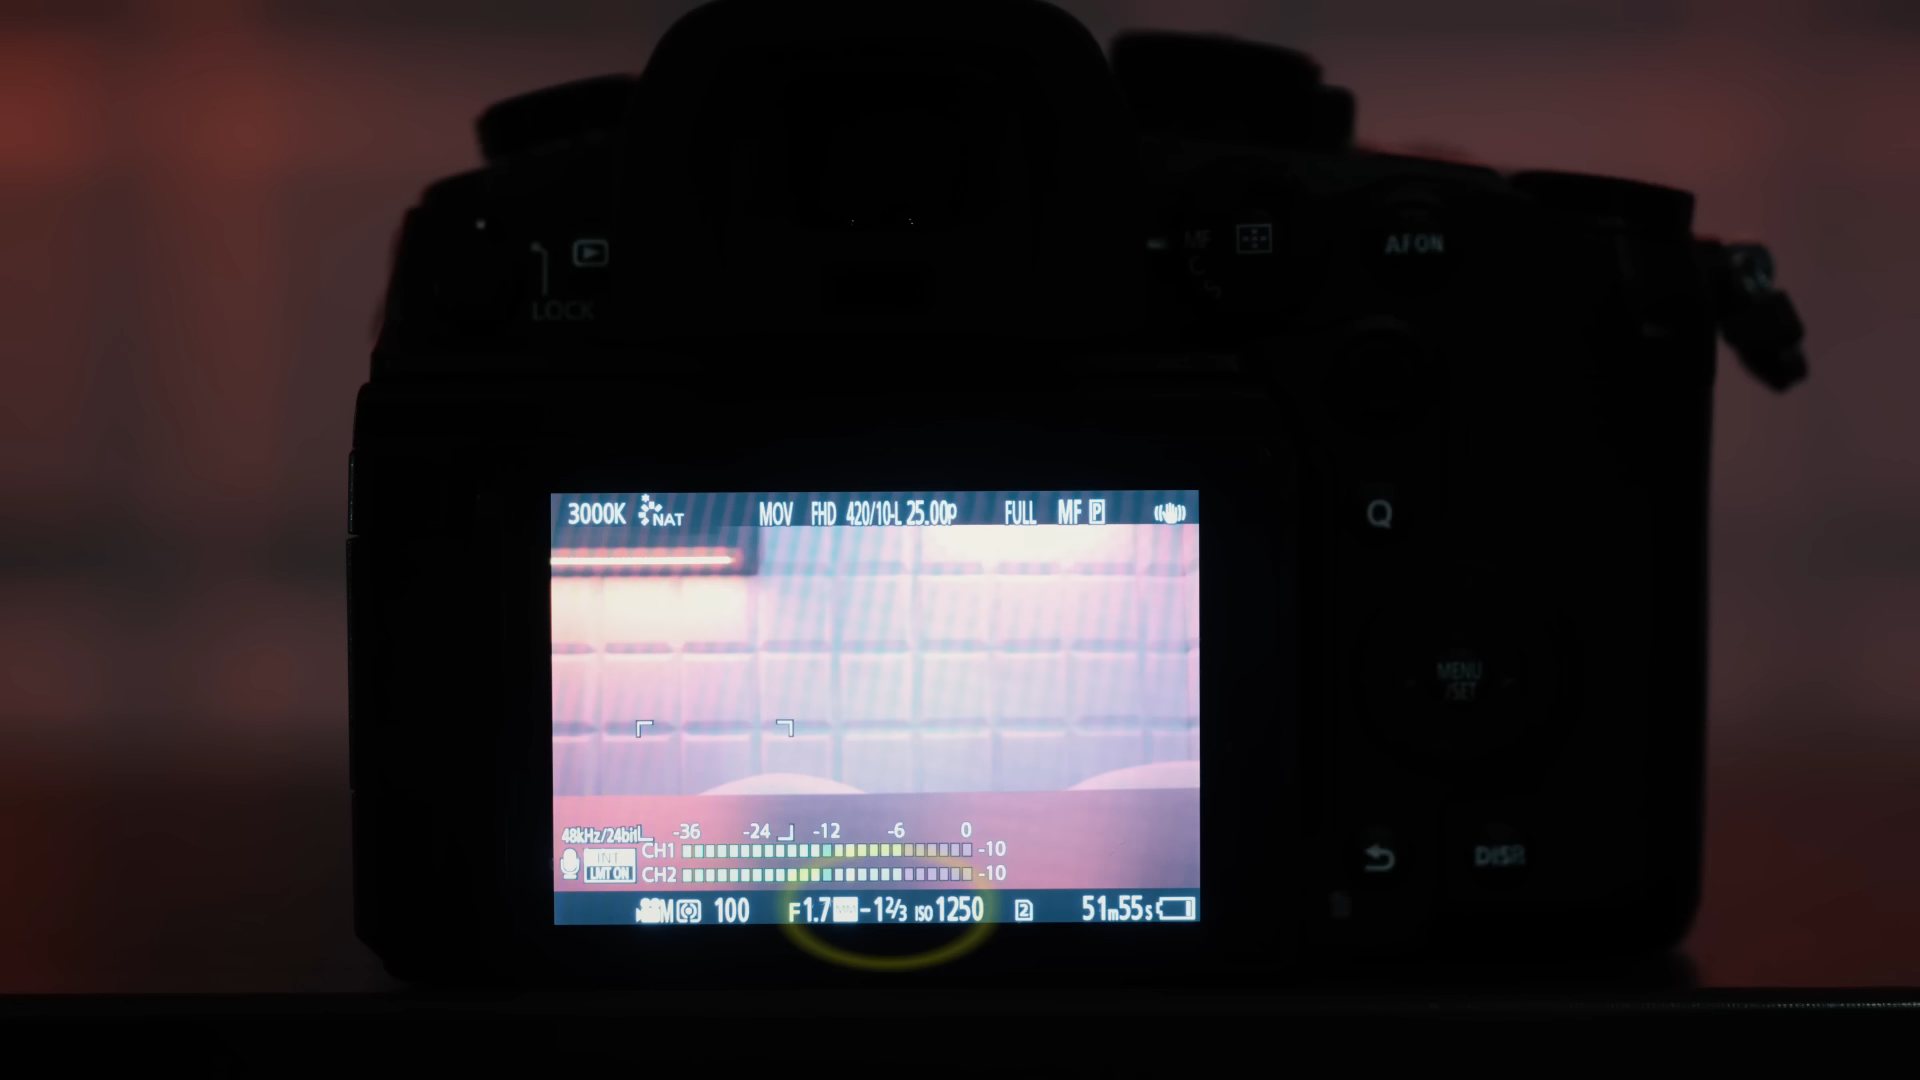 LOCK
MF
C
S
AF ON
3000K NAT MOV FHD 420/10-L 25.00p FULL MF P
Q
MENU
/SET
48kHz/24bit -36 -24 -12 -6 0
INT CH1 -10
LMT ON CH2 -10
DISP.
M 100 F1.7 -1 2/3 ISO 1250 2 51m55s